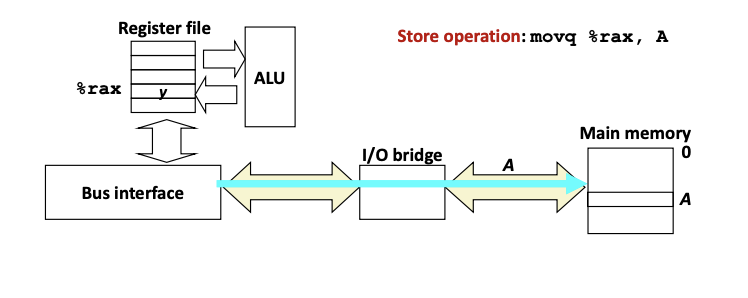 Register file
Store operation: movq %rax, A
%rax
y
ALU
Main memory
0
I/O bridge
A
Bus interface
A